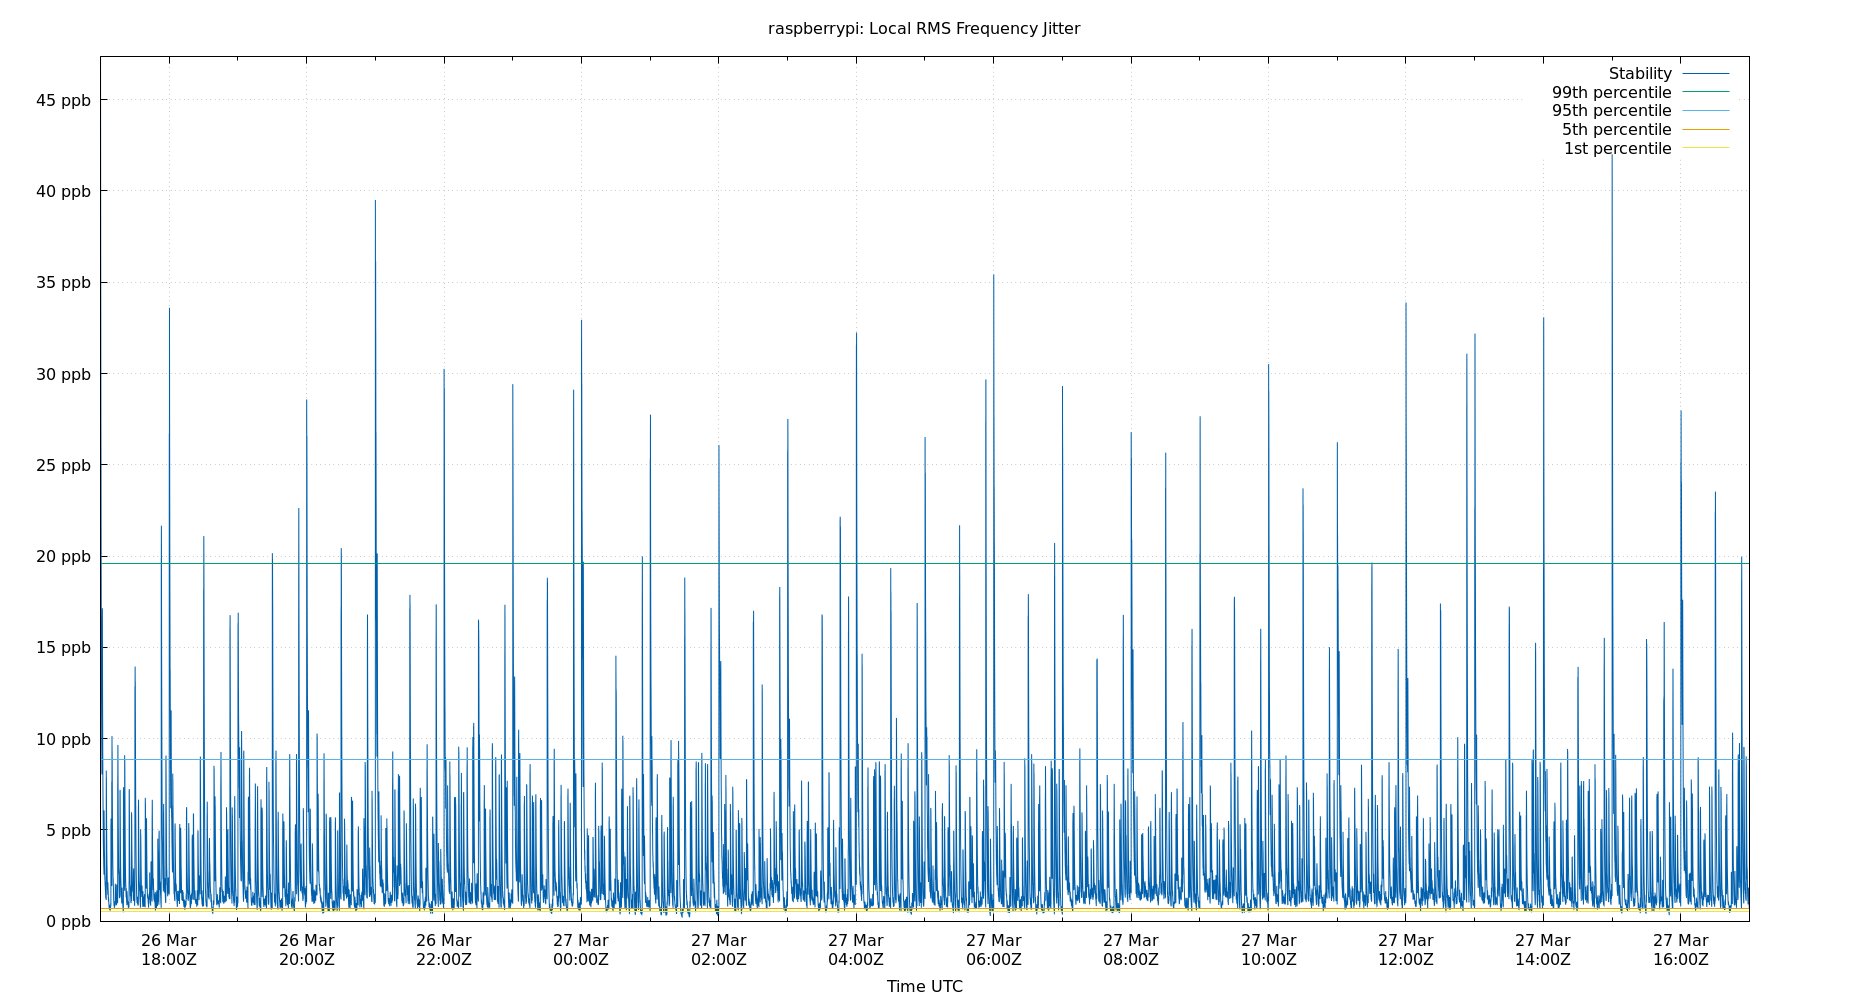 raspberrypi: Local RMS Frequency Jitter
Stability
99th percentile
95th percentile
5th percentile
1st percentile
45 ppb
40 ppb
35 ppb
30 ppb
25 ppb
20 ppb
15 ppb
10 ppb
5 ppb
0 ppb
26 Mar 26 Mar 26 Mar 27 Mar 27 Mar 27 Mar 27 Mar 27 Mar 27 Mar 27 Mar 27 Mar 27 Mar
18:00Z 20:00Z 22:00Z 00:00Z 02:00Z 04:00Z 06:00Z 08:00Z 10:00Z 12:00Z 14:00Z 16:00Z
Time UTC